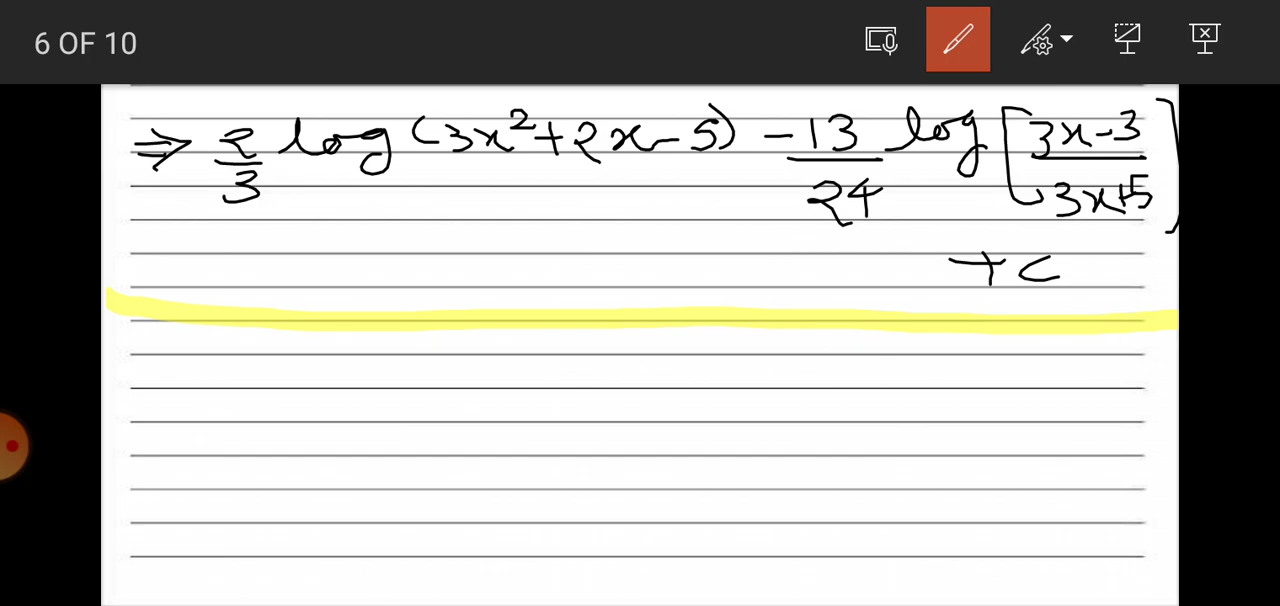 6 OF 10
⇒ 2/3 log (3x²+2x-5) -13/24 log [3x-3/3x+5]
+c